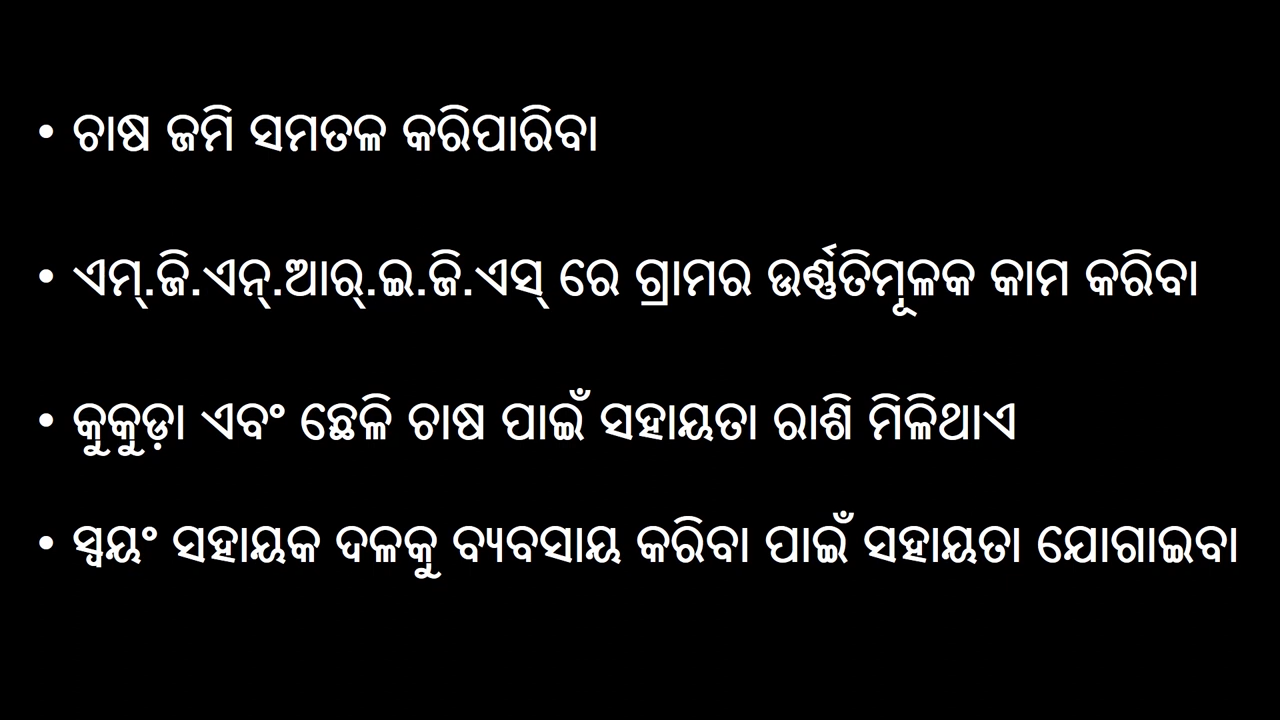 • ଚାଷ ଜମି ସମତଳ କରିପାରିବା
• ଏମ୍.ଜି.ଏନ୍.ଆର୍.ଇ.ଜି.ଏସ୍ ରେ ଗ୍ରାମର ଉର୍ଣ୍ଣତିମୂଳକ କାମ କରିବା
• କୁକୁଡ଼ା ଏବଂ ଛେଳି ଚାଷ ପାଇଁ ସହାୟତା ରାଶି ମିଳିଥାଏ
• ସ୍ୱୟଂ ସହାୟକ ଦଳକୁ ବ୍ୟବସାୟ କରିବା ପାଇଁ ସହାୟତା ଯୋଗାଇବା